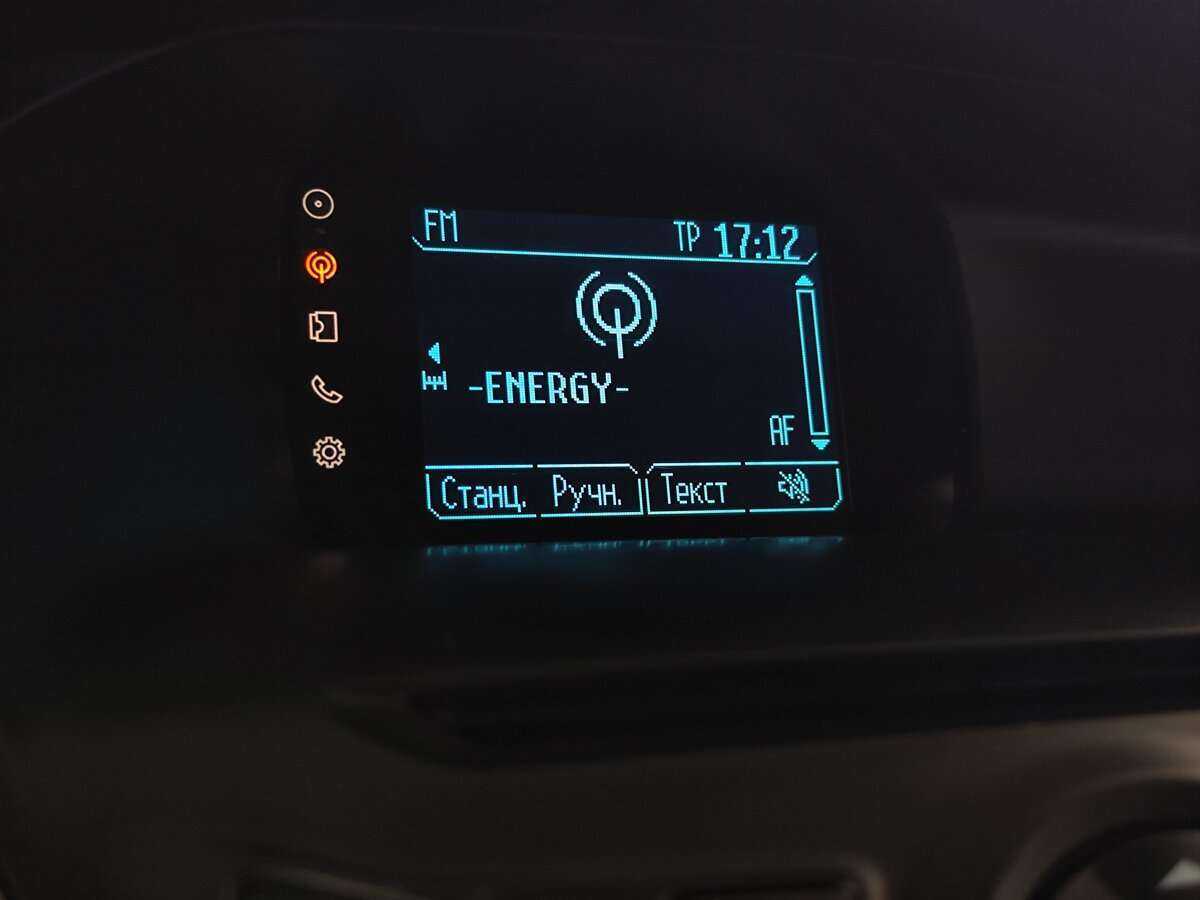 FM TP 17:12
-ENERGY-
AF
Станц. Ручн. Текст